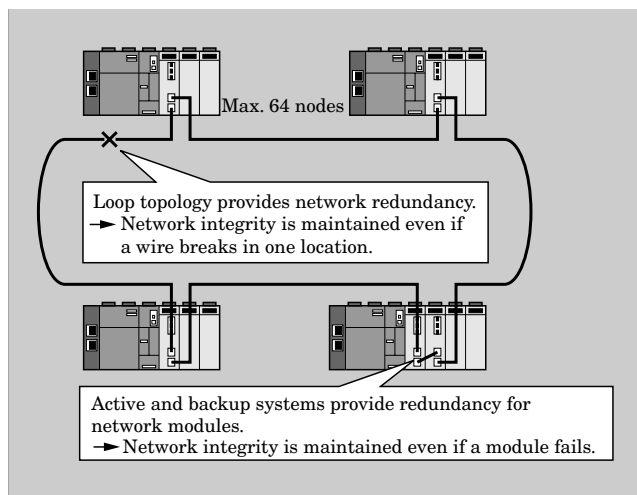 Max. 64 nodes
Loop topology provides network redundancy.
→ Network integrity is maintained even if
a wire breaks in one location.
Active and backup systems provide redundancy for
network modules.
→ Network integrity is maintained even if a module fails.